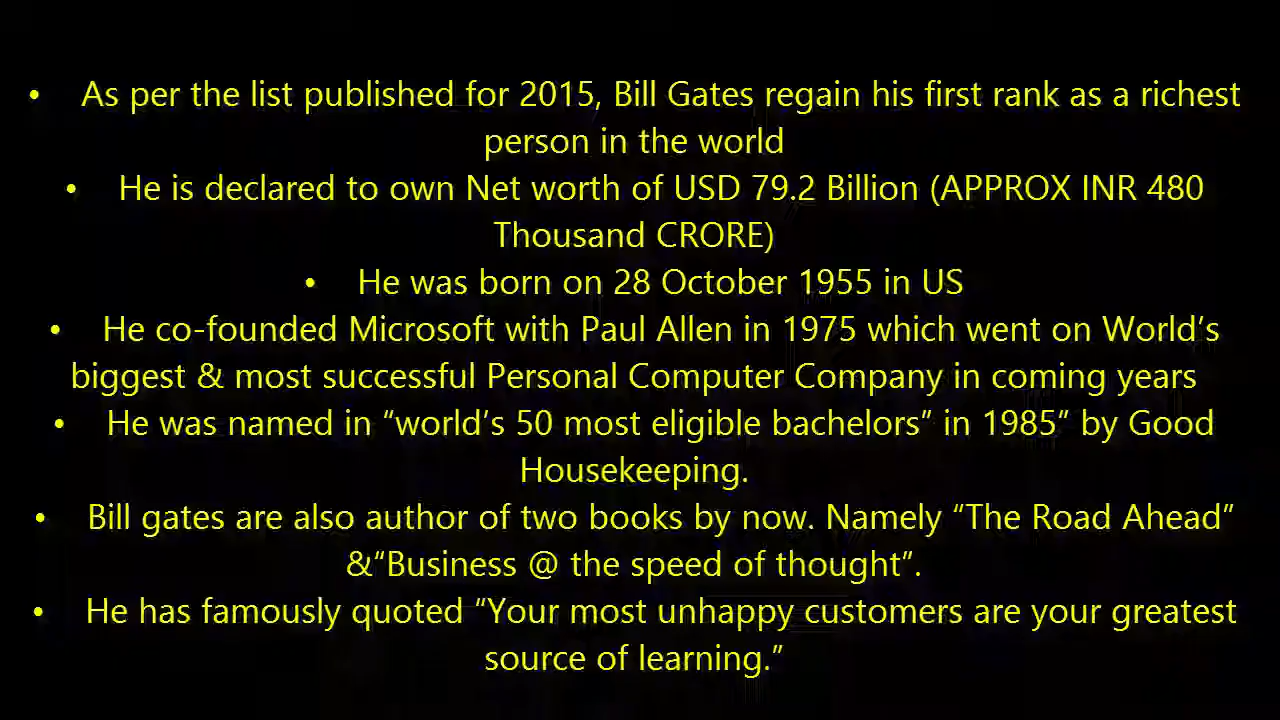 • As per the list published for 2015, Bill Gates regain his first rank as a richest
person in the world
• He is declared to own Net worth of USD 79.2 Billion (APPROX INR 480
Thousand CRORE)
• He was born on 28 October 1955 in US
• He co-founded Microsoft with Paul Allen in 1975 which went on World’s
biggest & most successful Personal Computer Company in coming years
• He was named in “world’s 50 most eligible bachelors” in 1985” by Good
Housekeeping.
• Bill gates are also author of two books by now. Namely “The Road Ahead”
&“Business @ the speed of thought”.
• He has famously quoted “Your most unhappy customers are your greatest
source of learning.”